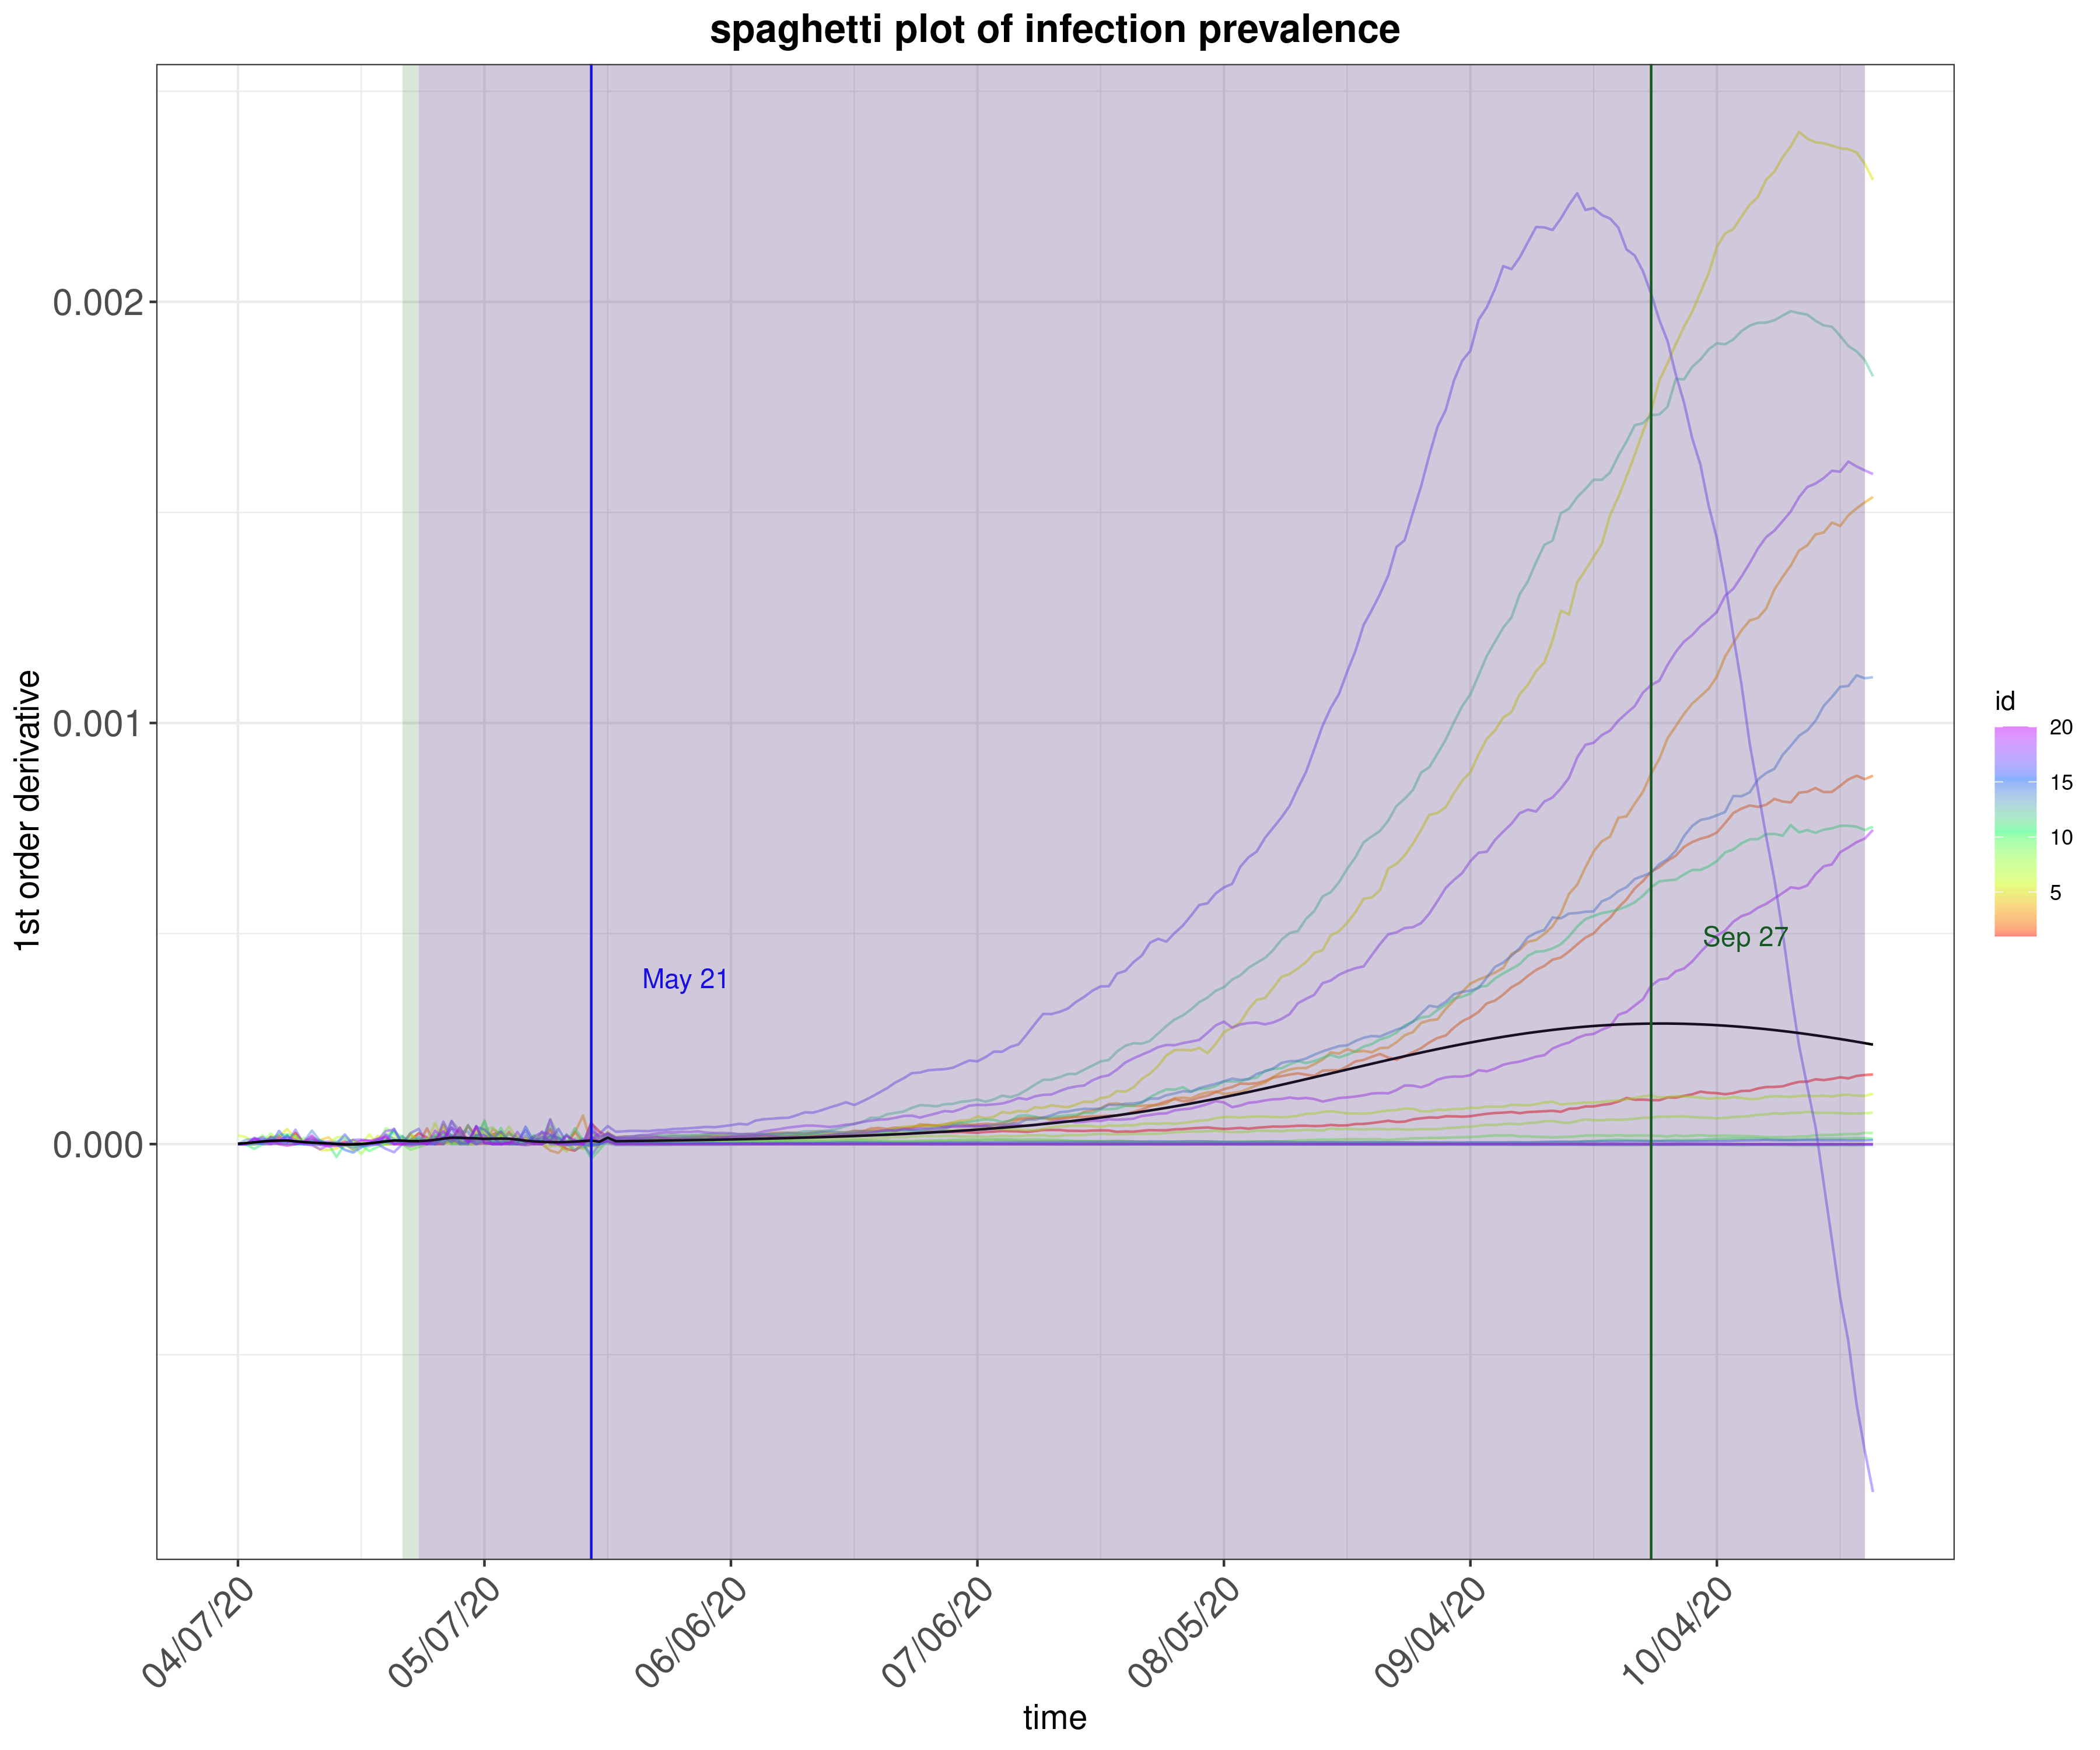 spaghetti plot of infection prevalence
1st order derivative
0.002
0.001
0.000
May 21
Sep 27
id
20
15
10
5
04/07/20
05/07/20
06/06/20
07/06/20
08/05/20
09/04/20
10/04/20
time